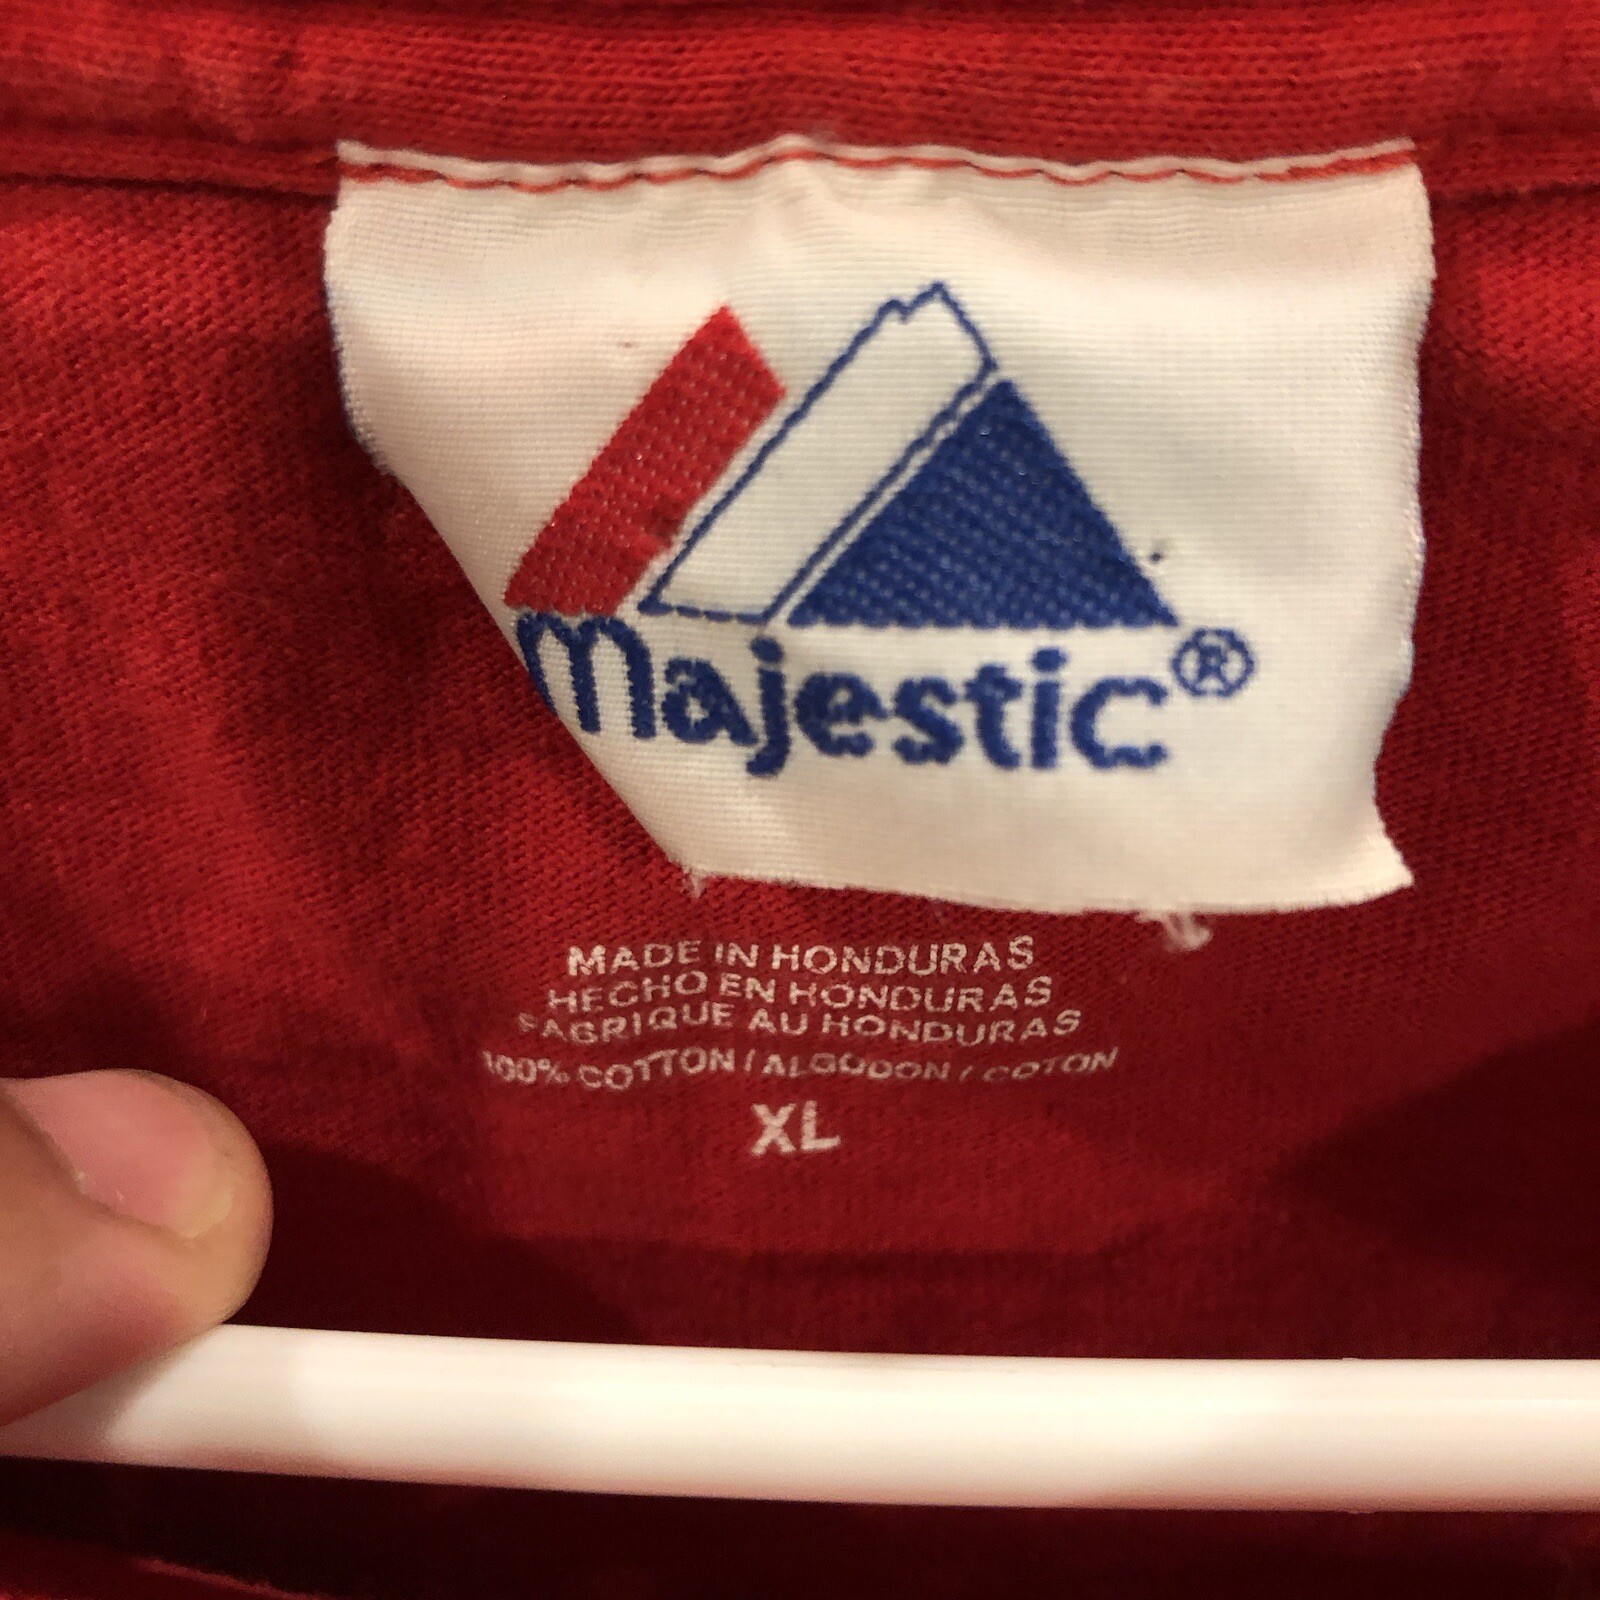 Majestic®
MADE IN HONDURAS
HECHO EN HONDURAS
FABRIQUE AU HONDURAS
100% COTTON / ALGODON / COTON
XL